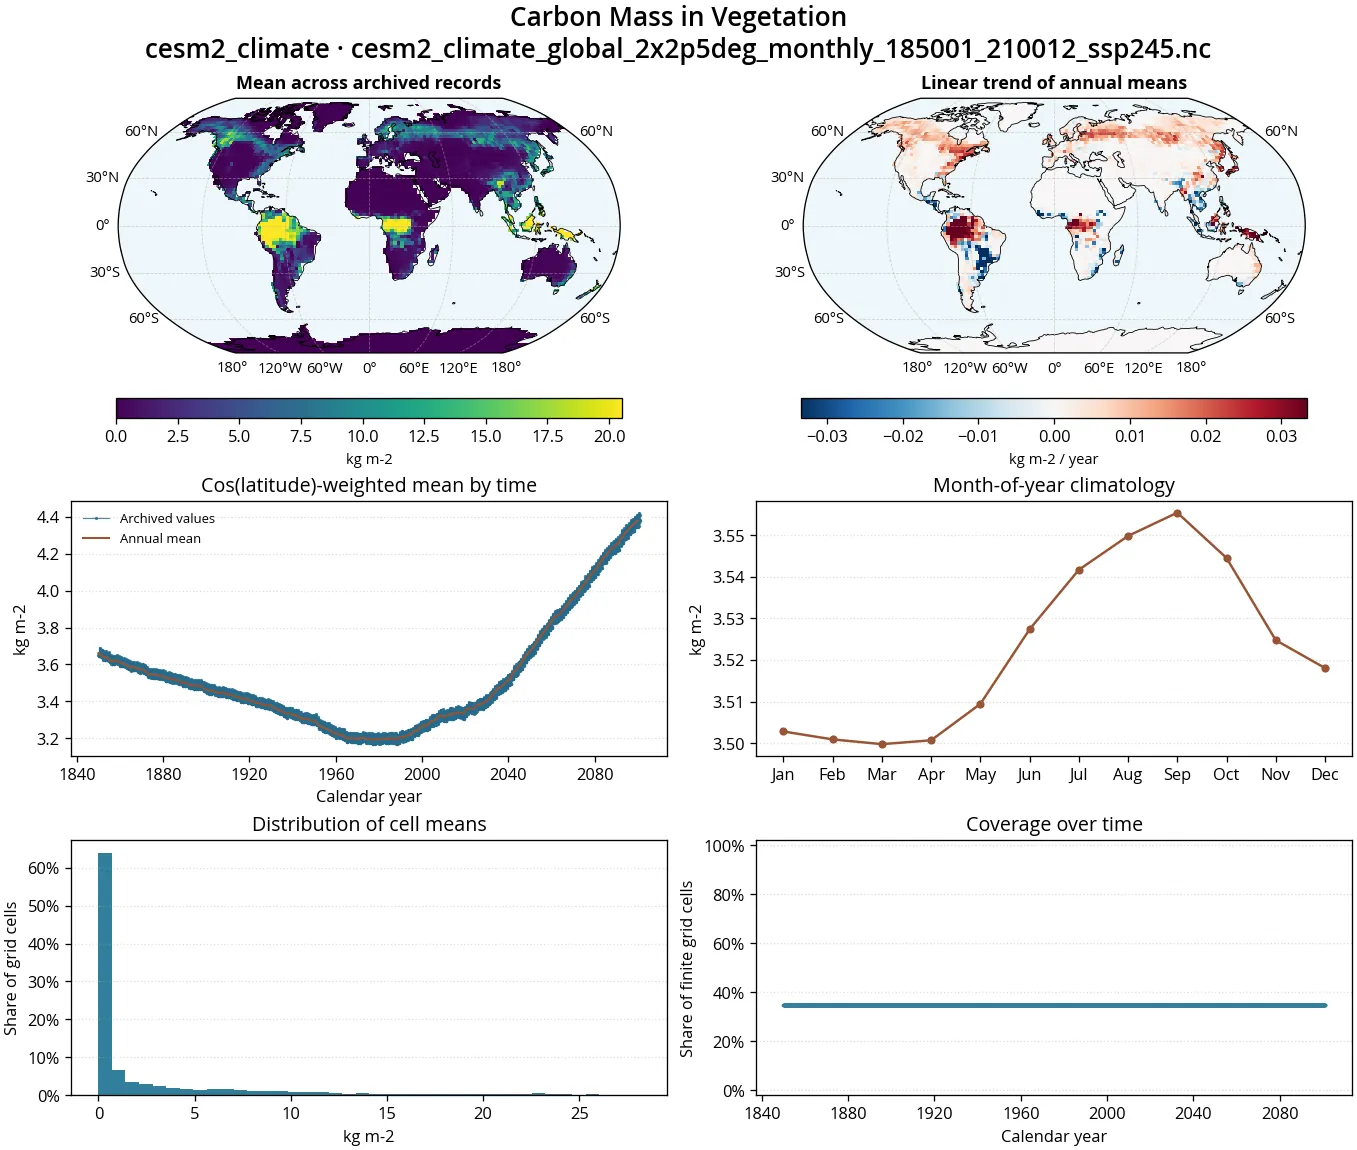 Carbon Mass in Vegetation
cesm2_climate · cesm2_climate_global_2x2p5deg_monthly_185001_210012_ssp245.nc
Mean across archived records
60°N
60°N
30°N
0°
30°S
60°S
60°S
180°
120°W
60°W
0°
60°E
120°E
180°
0.0
2.5
5.0
7.5
10.0
12.5
15.0
17.5
20.0
kg m-2
Linear trend of annual means
60°N
60°N
30°N
0°
30°S
60°S
60°S
180°
120°W
60°W
0°
60°E
120°E
180°
−0.03
−0.02
−0.01
0.00
0.01
0.02
0.03
kg m-2 / year
Cos(latitude)-weighted mean by time
Archived values
Annual mean
4.4
4.2
4.0
3.8
3.6
3.4
3.2
kg m-2
1840
1880
1920
1960
2000
2040
2080
Calendar year
Month-of-year climatology
3.55
3.54
3.53
3.52
3.51
3.50
kg m-2
Jan
Feb
Mar
Apr
May
Jun
Jul
Aug
Sep
Oct
Nov
Dec
Distribution of cell means
60%
50%
40%
30%
20%
10%
0%
Share of grid cells
0
5
10
15
20
25
kg m-2
Coverage over time
100%
80%
60%
40%
20%
0%
Share of finite grid cells
1840
1880
1920
1960
2000
2040
2080
Calendar year